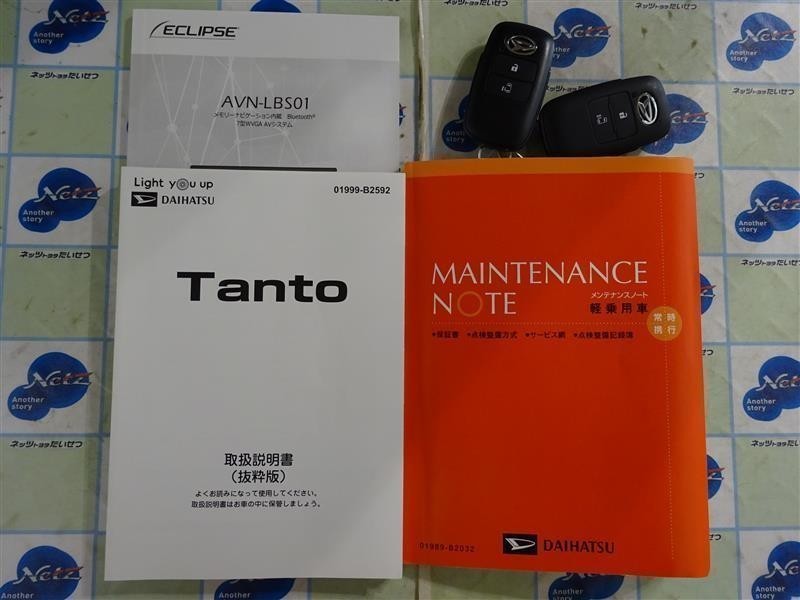 ECLIPSE
AVN-LBS01
メモリーナビゲーション内蔵 Bluetooth®
7型WVGA AVシステム
Light you up
DAIHATSU
01999-B2592
Tanto
取扱説明書
（抜粋版）
よくお読みになって使用してください。
取扱説明書はお車の中に保管しましょう。
MAINTENANCE
NOTE
メンテナンスノート
軽乗用車
常時
携行
●保証書 ●点検整備方式 ●サービス網 ●点検整備記録簿
01989-B2032
DAIHATSU
Netz
Another story
ネッツトヨタたいせつ